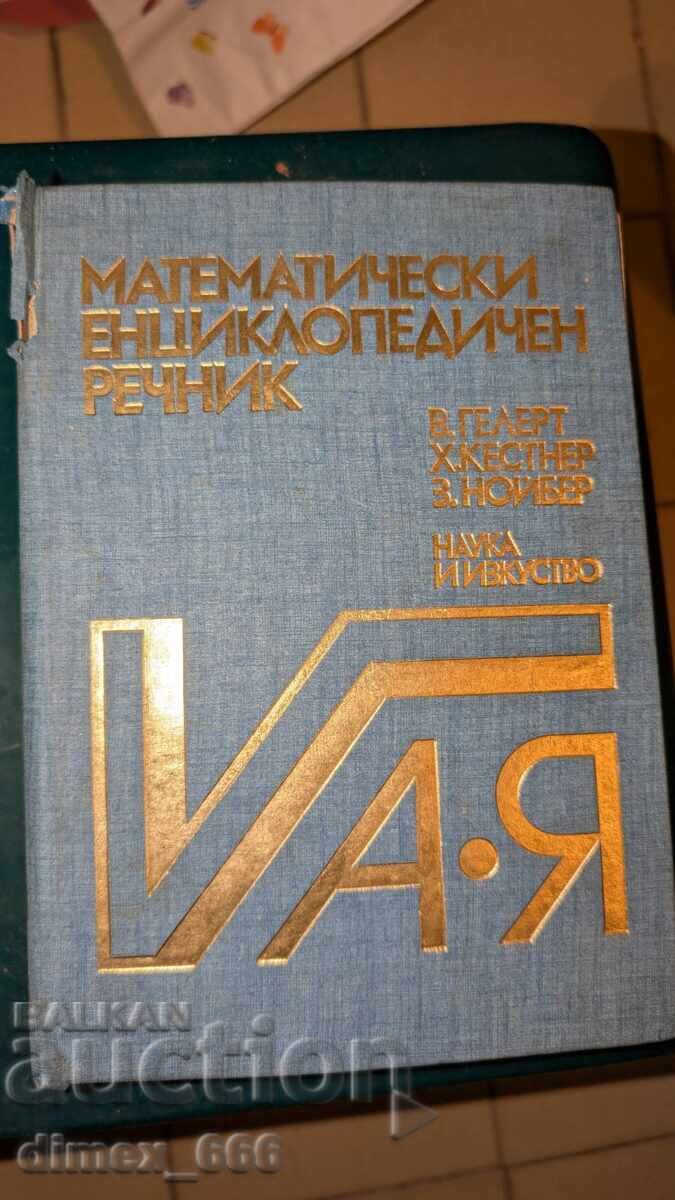 МАТЕМАТИЧЕСКИ
ЕНЦИКЛОПЕДИЧЕН
РЕЧНИК
В. ГЕЛЕРТ
Х. КЕСТНЕР
З. НОЙБЕР
НАУКА
И ИЗКУСТВО
А·Я
BALKAN
auction
dimex_666